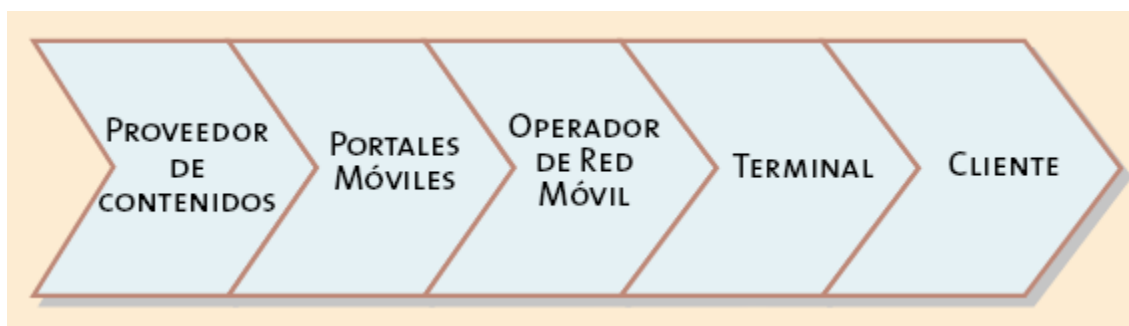 PROVEEDOR
DE
CONTENIDOS
PORTALES
MÓVILES
OPERADOR
DE RED
MÓVIL
TERMINAL
CLIENTE